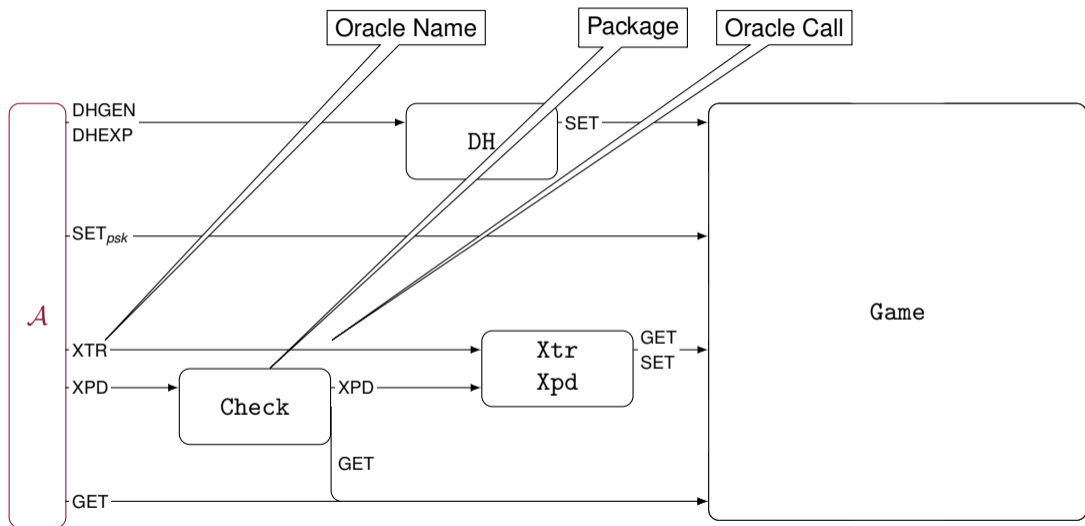 Oracle Name
Package
Oracle Call
DHGEN
DHEXP
DH
SET
SETpsk
A
Game
XTR
Xtr
Xpd
GET
SET
XPD
Check
XPD
GET
GET